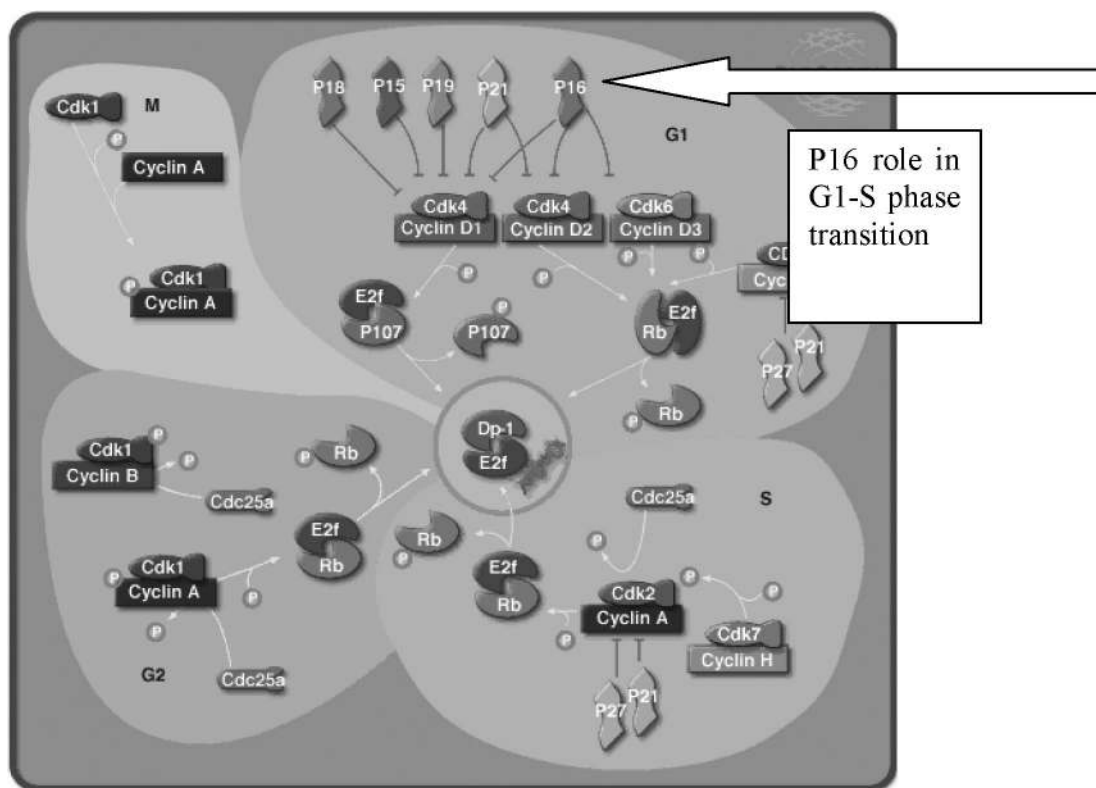 P18
P15
P19
P21
P16
G1
P16 role in
G1-S phase
transition
Cdk1
M
P
Cyclin A
Cdk1
P
Cyclin A
Cdk4
Cyclin D1
Cdk4
Cyclin D2
Cdk6
Cyclin D3
P
P
P
P
E2f
P107
P
P107
E2f
Rb
P21
P27
P
Rb
Dp-1
E2f
Cdk1
P
Cyclin B
P
Cdc25a
P
Rb
E2f
Rb
Cdk1
P
Cyclin A
P
P
G2
Cdc25a
S
Cdc25a
P
Rb
P
E2f
Rb
Cdk2
Cyclin A
P
P
P
Cdk7
Cyclin H
P27
P21